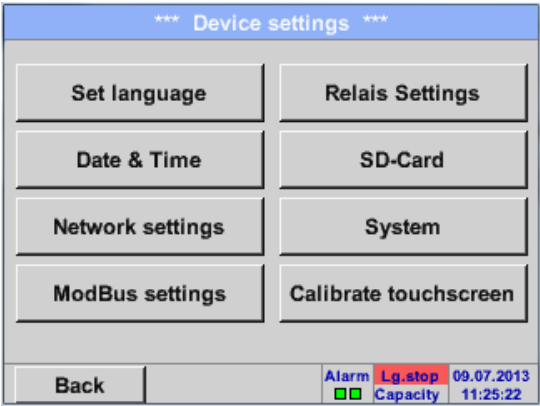 *** Device settings ***
Set language
Relais Settings
Date & Time
SD-Card
Network settings
System
ModBus settings
Calibrate touchscreen
Back
Alarm Lg.stop 09.07.2013
Capacity 11:25:22